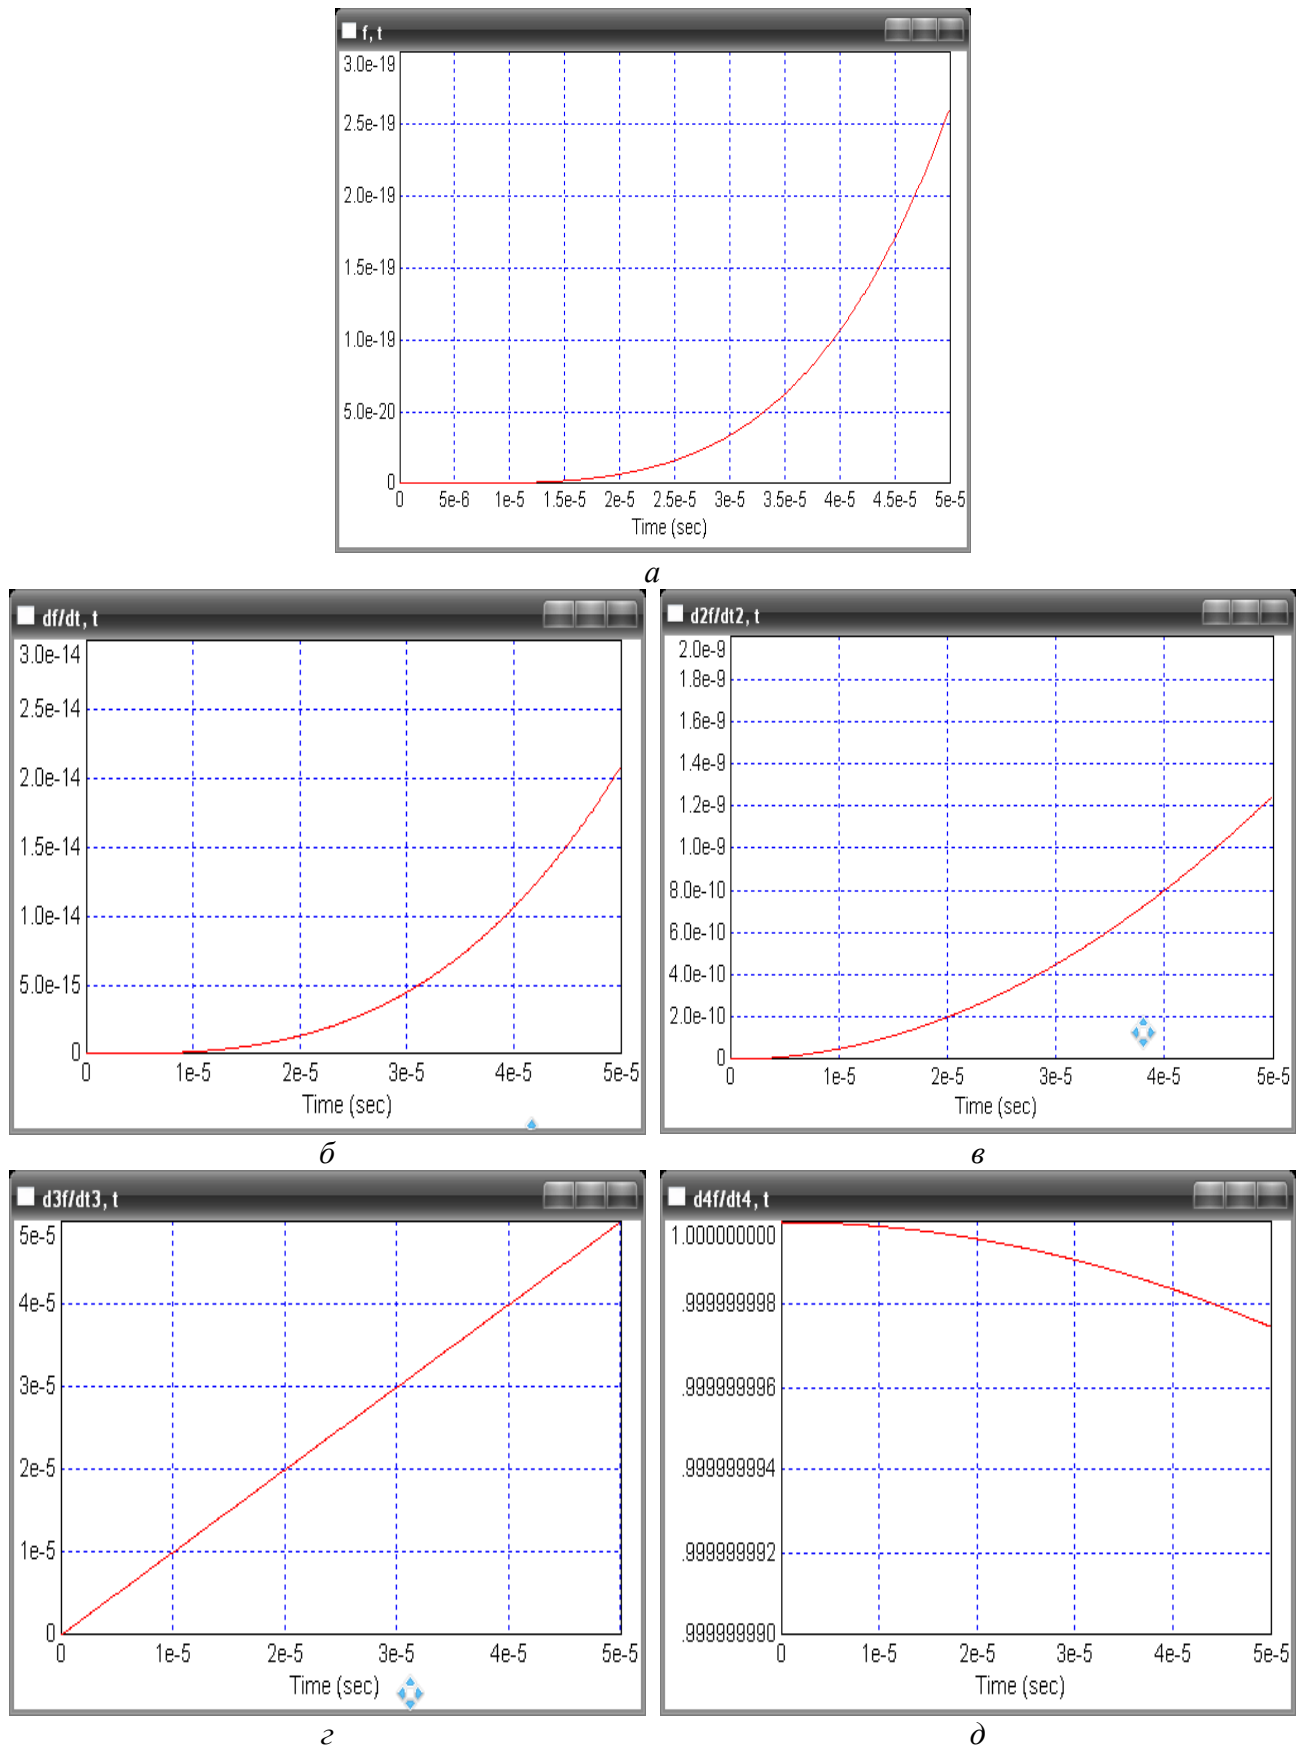 f, t
3.0e-19
2.5e-19
2.0e-19
1.5e-19
1.0e-19
5.0e-20
0
0 5e-6 1e-5 1.5e-5 2e-5 2.5e-5 3e-5 3.5e-5 4e-5 4.5e-5 5e-5
Time (sec)
а
df/dt, t
3.0e-14
2.5e-14
2.0e-14
1.5e-14
1.0e-14
5.0e-15
0
0 1e-5 2e-5 3e-5 4e-5 5e-5
Time (sec)
б
d2f/dt2, t
2.0e-9
1.8e-9
1.6e-9
1.4e-9
1.2e-9
1.0e-9
8.0e-10
6.0e-10
4.0e-10
2.0e-10
0
0 1e-5 2e-5 3e-5 4e-5 5e-5
Time (sec)
в
d3f/dt3, t
5e-5
4e-5
3e-5
2e-5
1e-5
0
0 1e-5 2e-5 3e-5 4e-5 5e-5
Time (sec)
г
d4f/dt4, t
1.000000000
.999999998
.999999996
.999999994
.999999992
.999999990
0 1e-5 2e-5 3e-5 4e-5 5e-5
Time (sec)
д